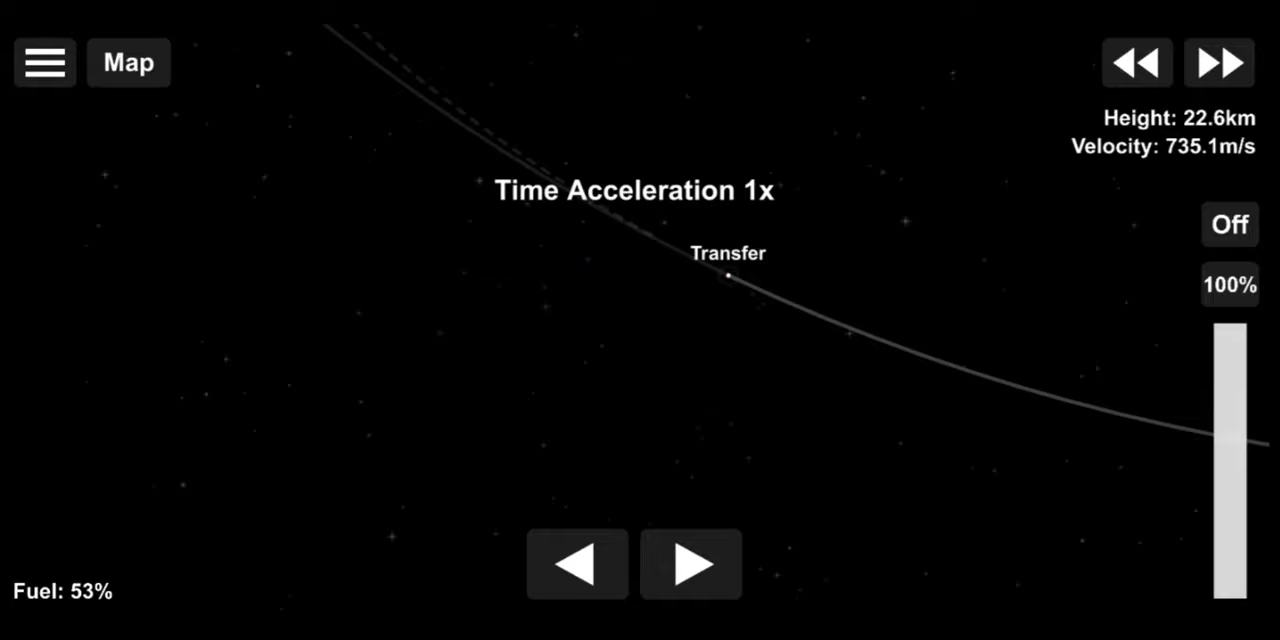 Map
Height: 22.6km
Velocity: 735.1m/s
Time Acceleration 1x
Off
Transfer
100%
Fuel: 53%